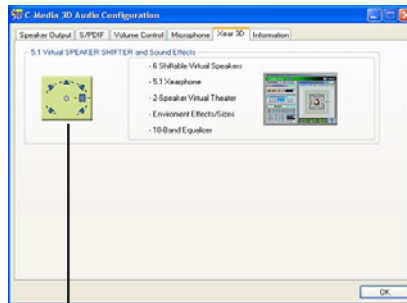 C-Media 3D Audio Configuration
Speaker Output S/PDIF Volume Control Microphone Xear 3D Information
5.1 Virtual SPEAKER SHIFTER and Sound Effects
- 6 Shiftable Virtual Speakers
- 5.1 Xearphone
- 2-Speaker Virtual Theater
- Enviroment Effects/Sizes
- 10-Band Equalizer
OK